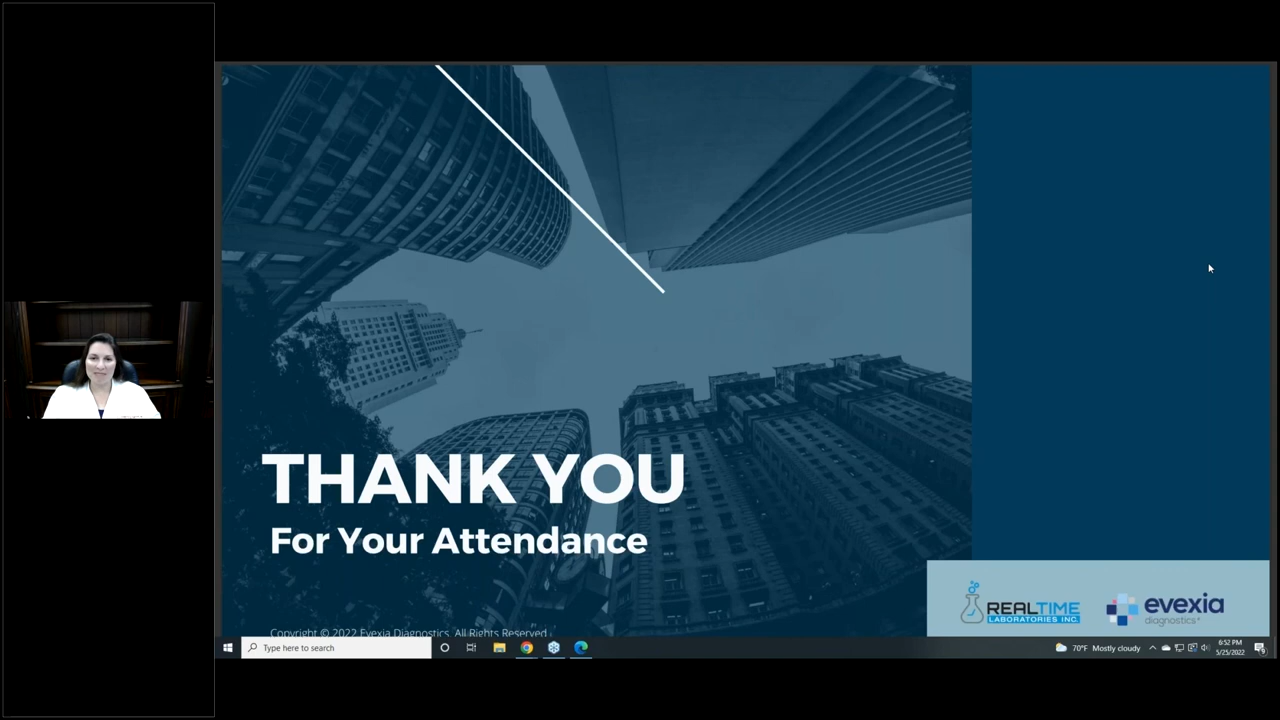 THANK YOU
For Your Attendance
REALTIME
LABORATORIES INC.
evexia
diagnostics
Copyright © 2022 Evexia Diagnostics. All Rights Reserved
Type here to search
70°F Mostly cloudy
6:52 PM
5/25/2022